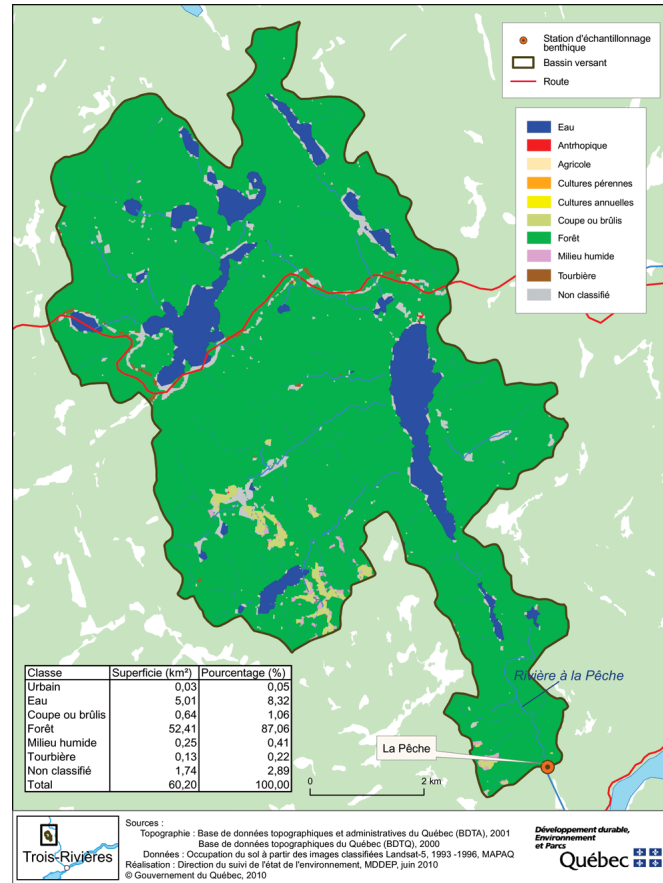 Station d'échantillonnage
benthique
Bassin versant
Route
Eau
Antrhopique
Agricole
Cultures pérennes
Cultures annuelles
Coupe ou brûlis
Forêt
Milieu humide
Tourbière
Non classifié
Rivière à la Pêche
La Pêche
Classe Superficie (km²) Pourcentage (%)
Urbain 0,03 0,05
Eau 5,01 8,32
Coupe ou brûlis 0,64 1,06
Forêt 52,41 87,06
Milieu humide 0,25 0,41
Tourbière 0,13 0,22
Non classifié 1,74 2,89
Total 60,20 100,00
0 2 km
Trois-Rivières
Sources :
Topographie : Base de données topographiques et administratives du Québec (BDTA), 2001
Base de données topographiques du Québec (BDTQ), 2000
Données : Occupation du sol à partir des images classifiées Landsat-5, 1993 -1996, MAPAQ
Réalisation : Direction du suivi de l'état de l'environnement, MDDEP, juin 2010
© Gouvernement du Québec, 2010
Développement durable,
Environnement
et Parcs
Québec